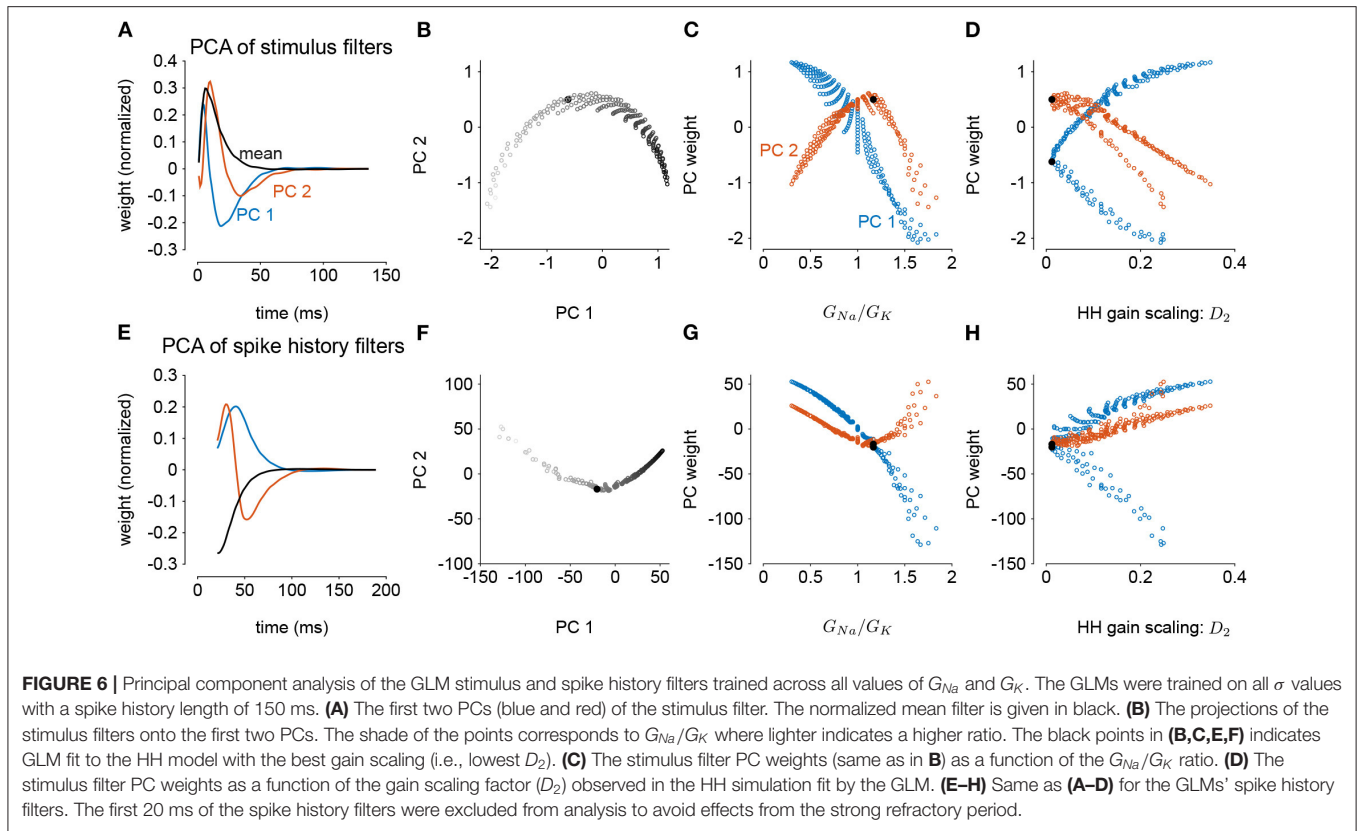 A
PCA of stimulus filters
0.4
0.3
0.2
0.1
0
-0.1
-0.2
-0.3
weight (normalized)
mean
PC 2
PC 1
0
50
100
150
time (ms)
B
1
0
-1
-2
PC 2
-2
-1
0
1
PC 1
C
1
0
-1
-2
PC weight
PC 2
PC 1
0
0.5
1
1.5
2
G_Na/G_K
D
1
0
-1
-2
PC weight
0
0.2
0.4
HH gain scaling: D_2
E
PCA of spike history filters
0.3
0.2
0.1
0
-0.1
-0.2
-0.3
weight (normalized)
0
50
100
150
200
time (ms)
F
100
50
0
-50
-100
PC 2
-150
-100
-50
0
50
PC 1
G
50
0
-50
-100
-150
PC weight
0
0.5
1
1.5
2
G_Na/G_K
H
50
0
-50
-100
-150
PC weight
0
0.2
0.4
HH gain scaling: D_2
FIGURE 6 | Principal component analysis of the GLM stimulus and spike history filters trained across all values of G_Na and G_K. The GLMs were trained on all σ values
with a spike history length of 150 ms. (A) The first two PCs (blue and red) of the stimulus filter. The normalized mean filter is given in black. (B) The projections of the
stimulus filters onto the first two PCs. The shade of the points corresponds to G_Na/G_K where lighter indicates a higher ratio. The black points in (B,C,E,F) indicates
GLM fit to the HH model with the best gain scaling (i.e., lowest D_2). (C) The stimulus filter PC weights (same as in B) as a function of the G_Na/G_K ratio. (D) The
stimulus filter PC weights as a function of the gain scaling factor (D_2) observed in the HH simulation fit by the GLM. (E–H) Same as (A–D) for the GLMs' spike history
filters. The first 20 ms of the spike history filters were excluded from analysis to avoid effects from the strong refractory period.